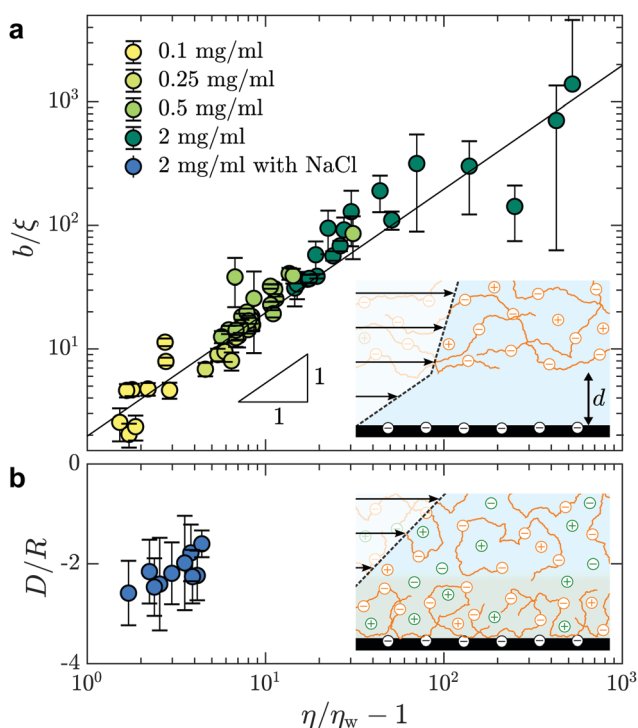 a
0.1 mg/ml
0.25 mg/ml
0.5 mg/ml
2 mg/ml
2 mg/ml with NaCl
10³
10²
10¹
b/ξ
1
1
d
b
0
-2
-4
D/R
10⁰
10¹
10²
10³
η/η_w − 1